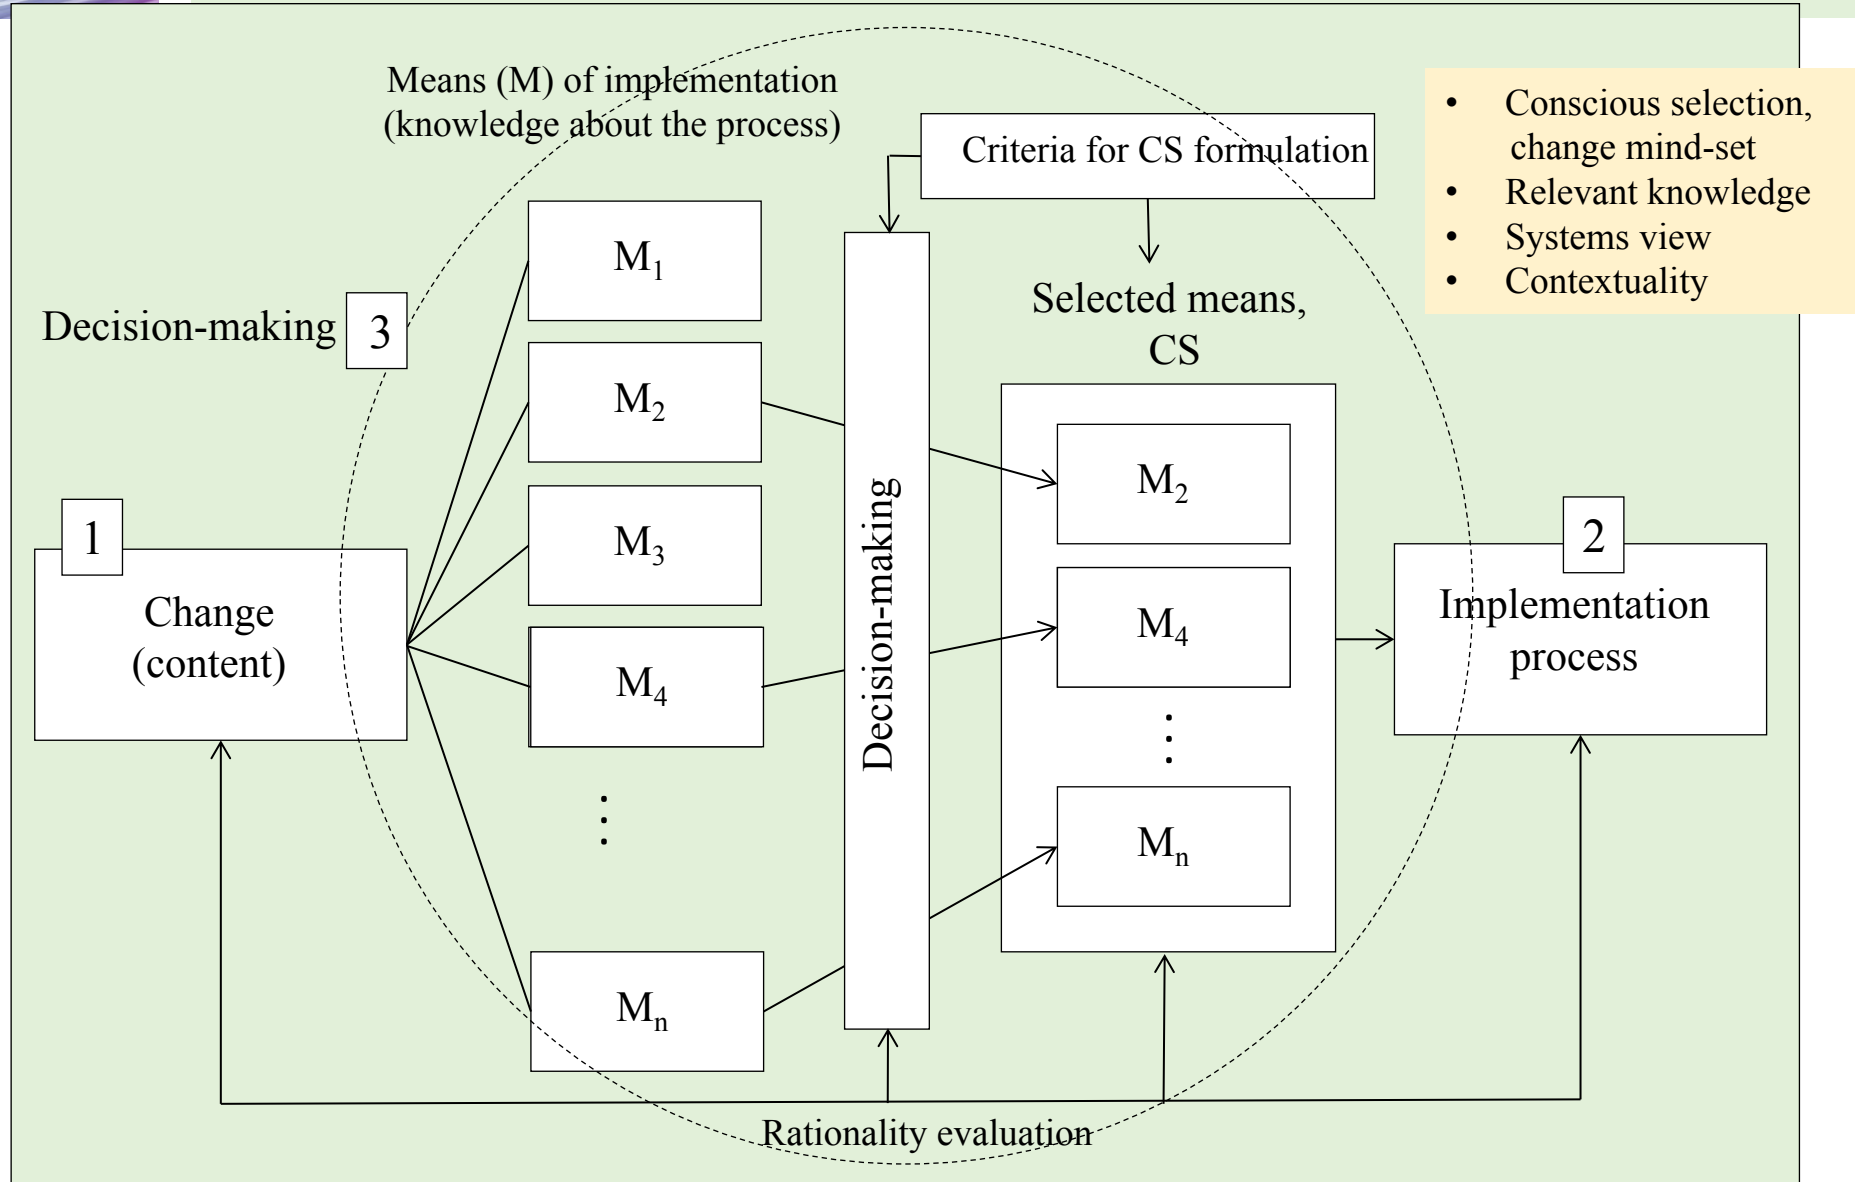 Means (M) of implementation
(knowledge about the process)
Criteria for CS formulation
• Conscious selection,
change mind-set
• Relevant knowledge
• Systems view
• Contextuality
Decision-making
3
M₁
M₂
M₃
M₄
⋮
Mₙ
Decision-making
Selected means,
CS
M₂
M₄
⋮
Mₙ
1
Change
(content)
2
Implementation
process
Rationality evaluation